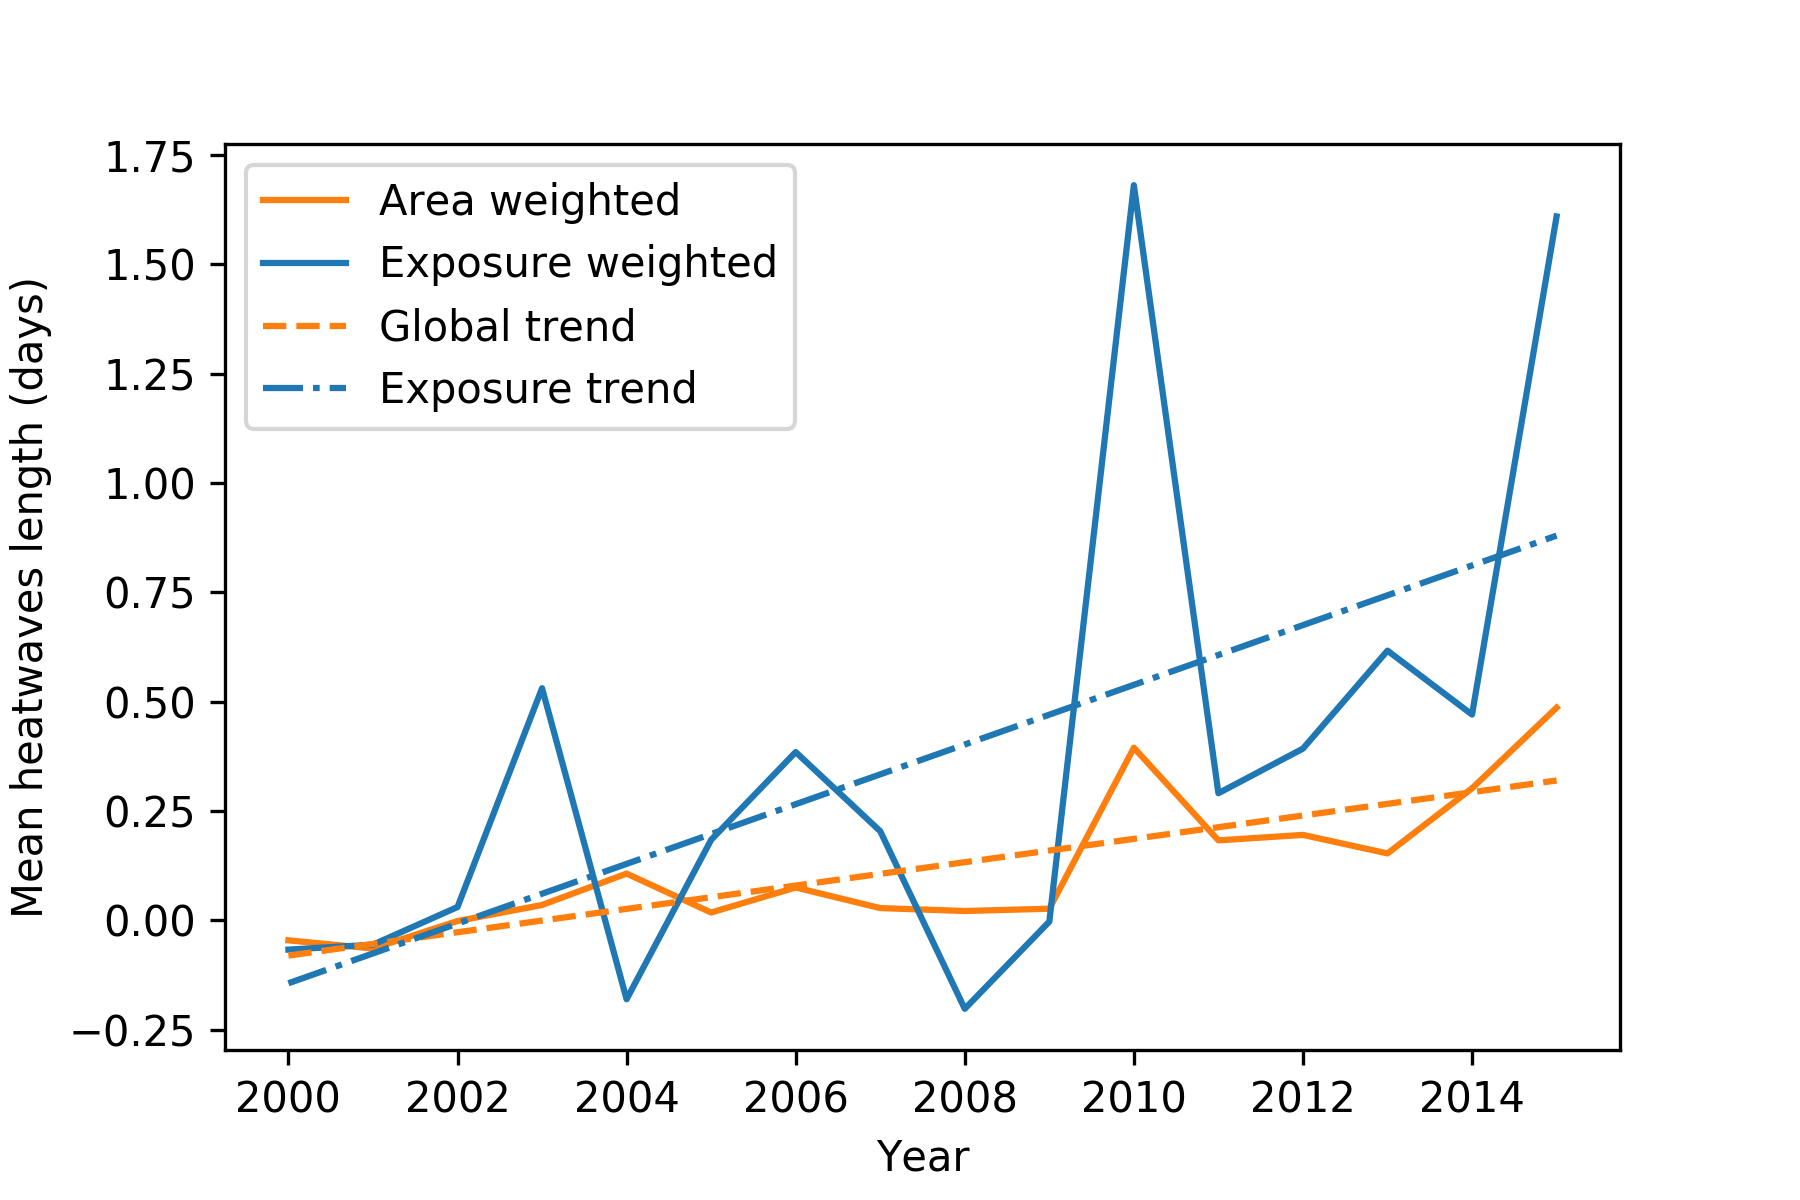 Area weighted
Exposure weighted
Global trend
Exposure trend
Mean heatwaves length (days)
1.75
1.50
1.25
1.00
0.75
0.50
0.25
0.00
−0.25
2000 2002 2004 2006 2008 2010 2012 2014
Year